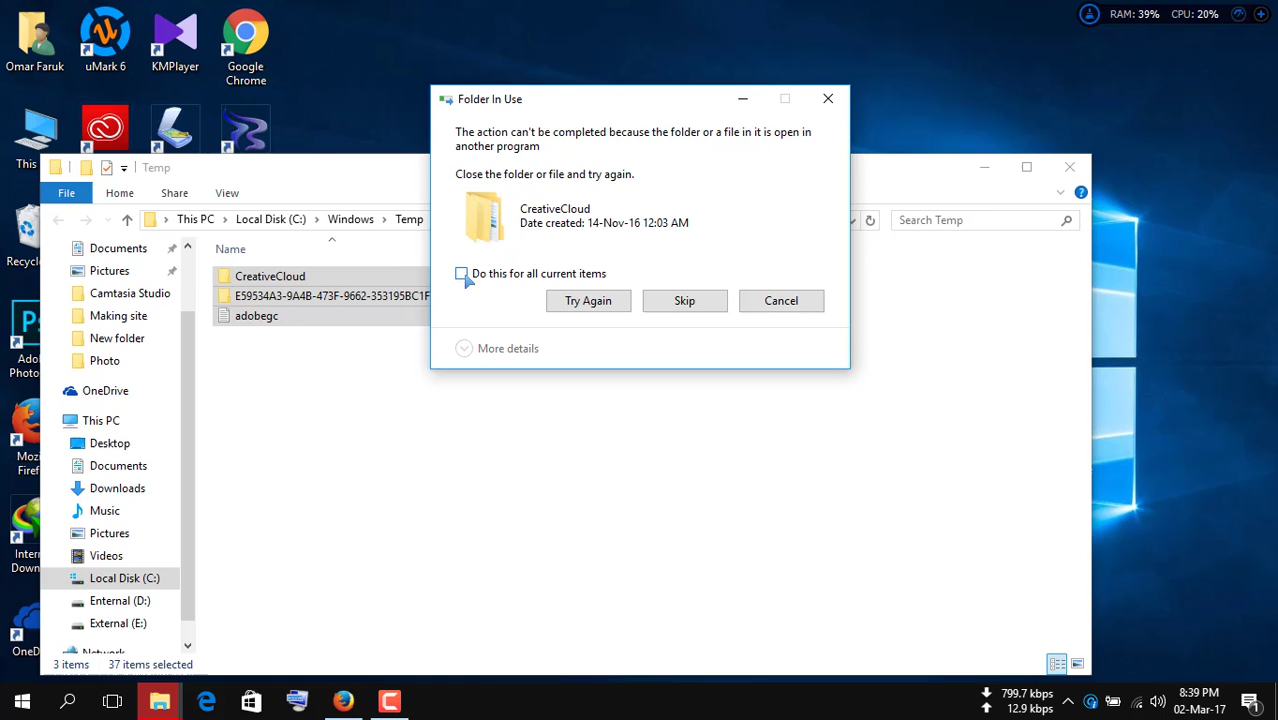 RAM: 39% CPU: 20%
Omar Faruk
uMark 6
KMPlayer
Google
Chrome
This
Recyc
Adob
Photo
Mozi
Firef
Intern
Down
OneD
Temp
File
Home
Share
View
This PC
Local Disk (C:)
Windows
Temp
Search Temp
Documents
Pictures
Camtasia Studio
Making site
New folder
Photo
OneDrive
This PC
Desktop
Documents
Downloads
Music
Pictures
Videos
Local Disk (C:)
Enternal (D:)
External (E:)
Network
Name
CreativeCloud
E59534A3-9A4B-473F-9662-353195BC1F
adobegc
3 items 37 items selected
Folder In Use
The action can't be completed because the folder or a file in it is open in
another program
Close the folder or file and try again.
CreativeCloud
Date created: 14-Nov-16 12:03 AM
Do this for all current items
Try Again
Skip
Cancel
More details
799.7 kbps
12.9 kbps
8:39 PM
02-Mar-17
1